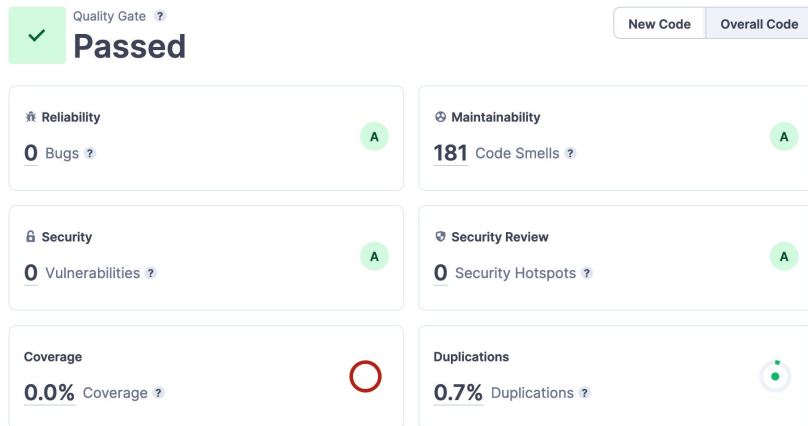 Quality Gate ?
Passed
New Code Overall Code
Reliability
A
0 Bugs ?
Maintainability
A
181 Code Smells ?
Security
A
0 Vulnerabilities ?
Security Review
A
0 Security Hotspots ?
Coverage
0.0% Coverage ?
Duplications
0.7% Duplications ?